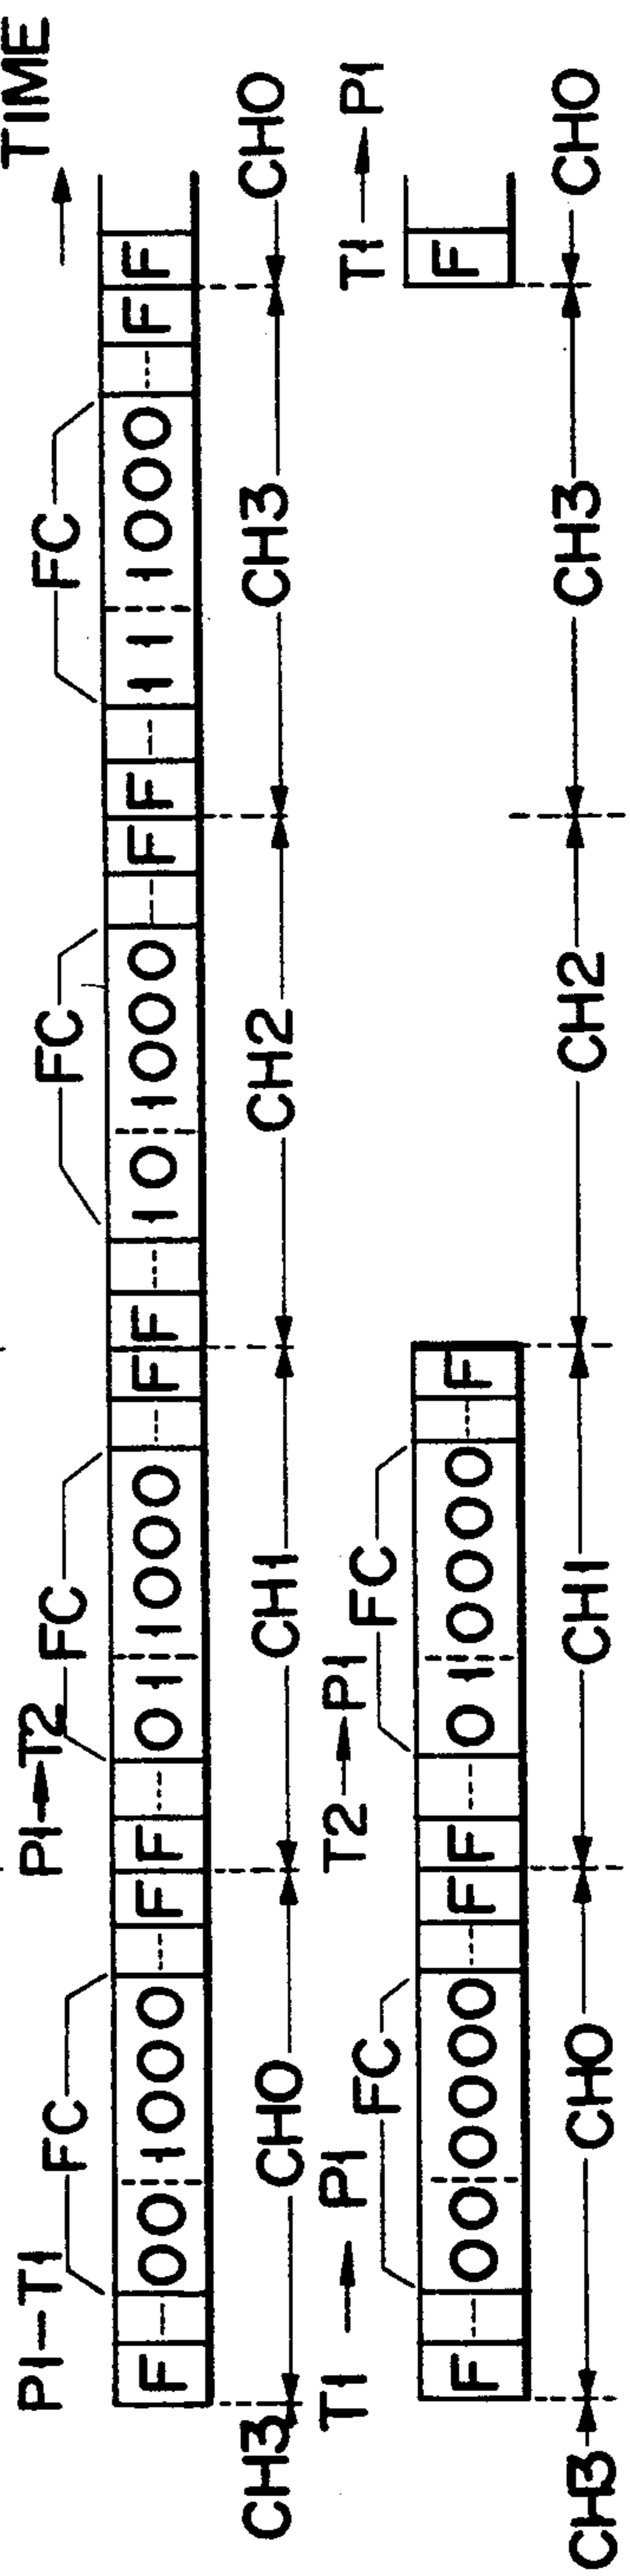 TIME
P1-T1 P1→T2
FC FC FC FC
F --- 00 1000 --- F F --- 01 1000 --- F F --- 10 1000 --- F F --- 11 1000 --- F F
CH3 CH0 CH1 CH2 CH3 CH0
T1 → P1 T2 → P1 T1 → P1
FC FC
F --- 00 0000 --- F F --- 01 0000 --- F F
CH3 CH0 CH1 CH2 CH3 CH0